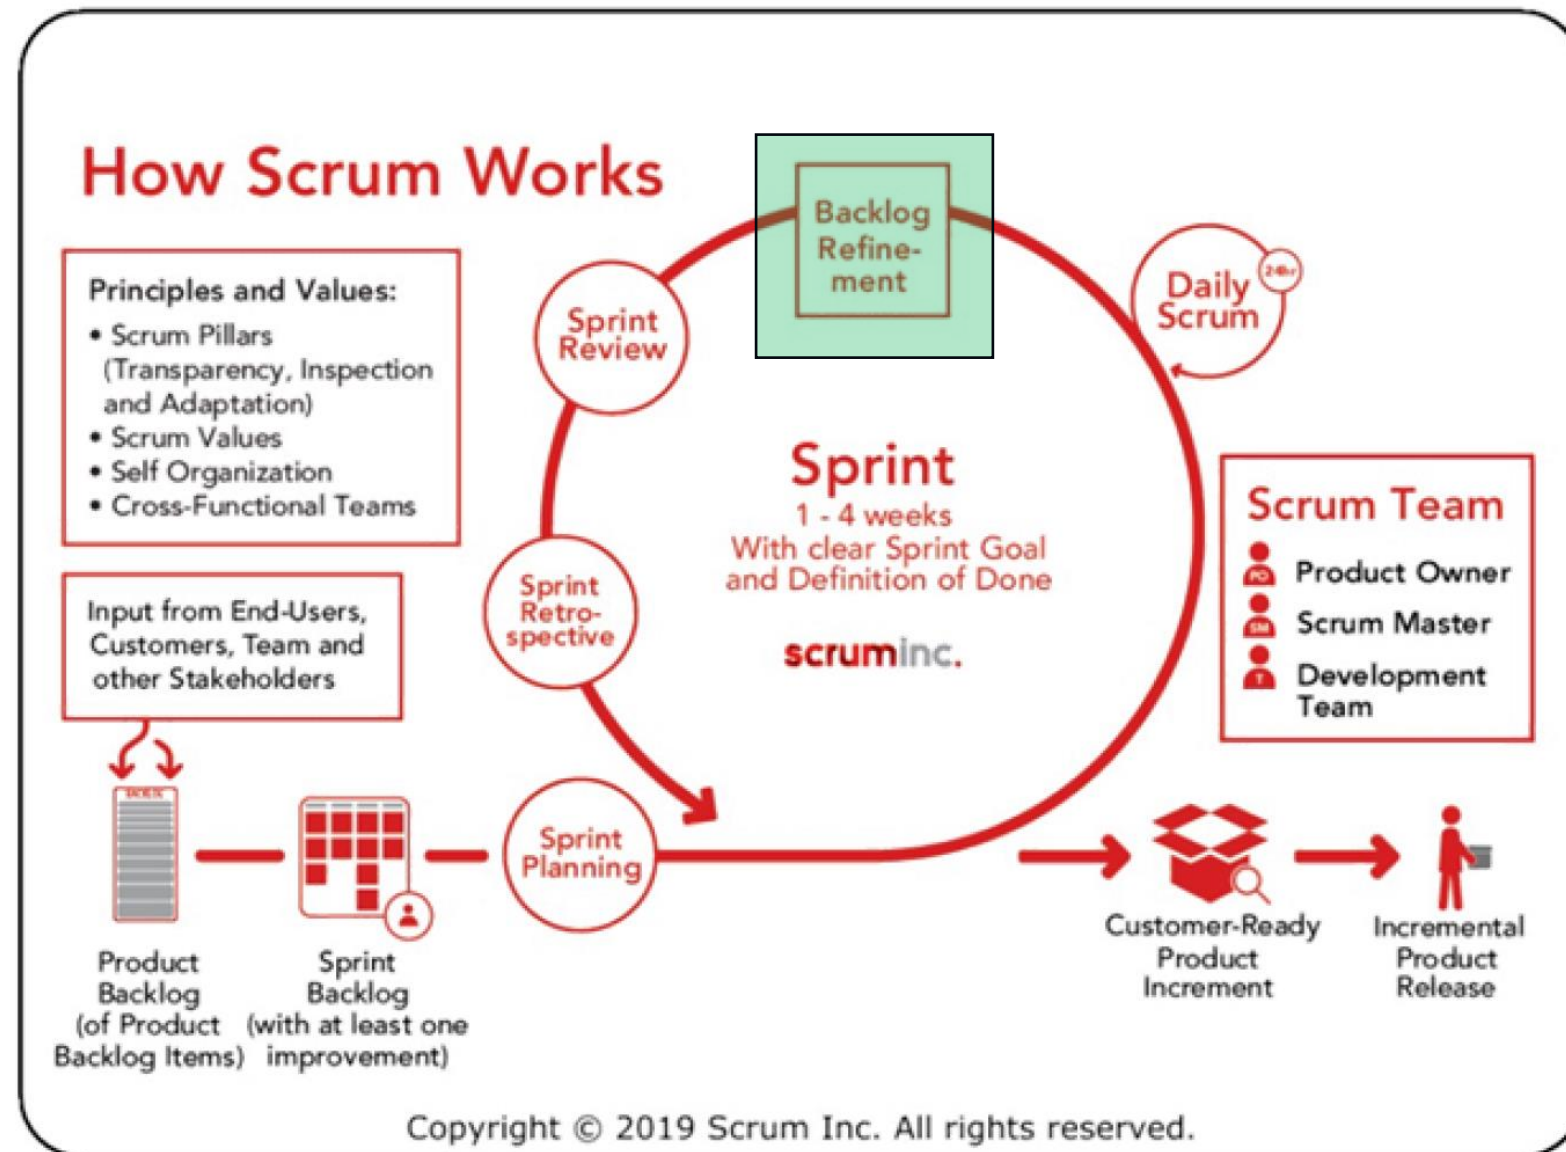 How Scrum Works
Principles and Values:
• Scrum Pillars
(Transparency, Inspection
and Adaptation)
• Scrum Values
• Self Organization
• Cross-Functional Teams
Input from End-Users,
Customers, Team and
other Stakeholders
Product
Backlog
(of Product
Backlog Items)
Sprint
Backlog
(with at least one
improvement)
Sprint
Planning
Backlog
Refine-
ment
Daily
Scrum
24hr
Sprint
Review
Sprint
Retro-
spective
Sprint
1 - 4 weeks
With clear Sprint Goal
and Definition of Done
scruminc.
Scrum Team
PO
Product Owner
SM
Scrum Master
T
Development
Team
Customer-Ready
Product
Increment
Incremental
Product
Release
Copyright © 2019 Scrum Inc. All rights reserved.